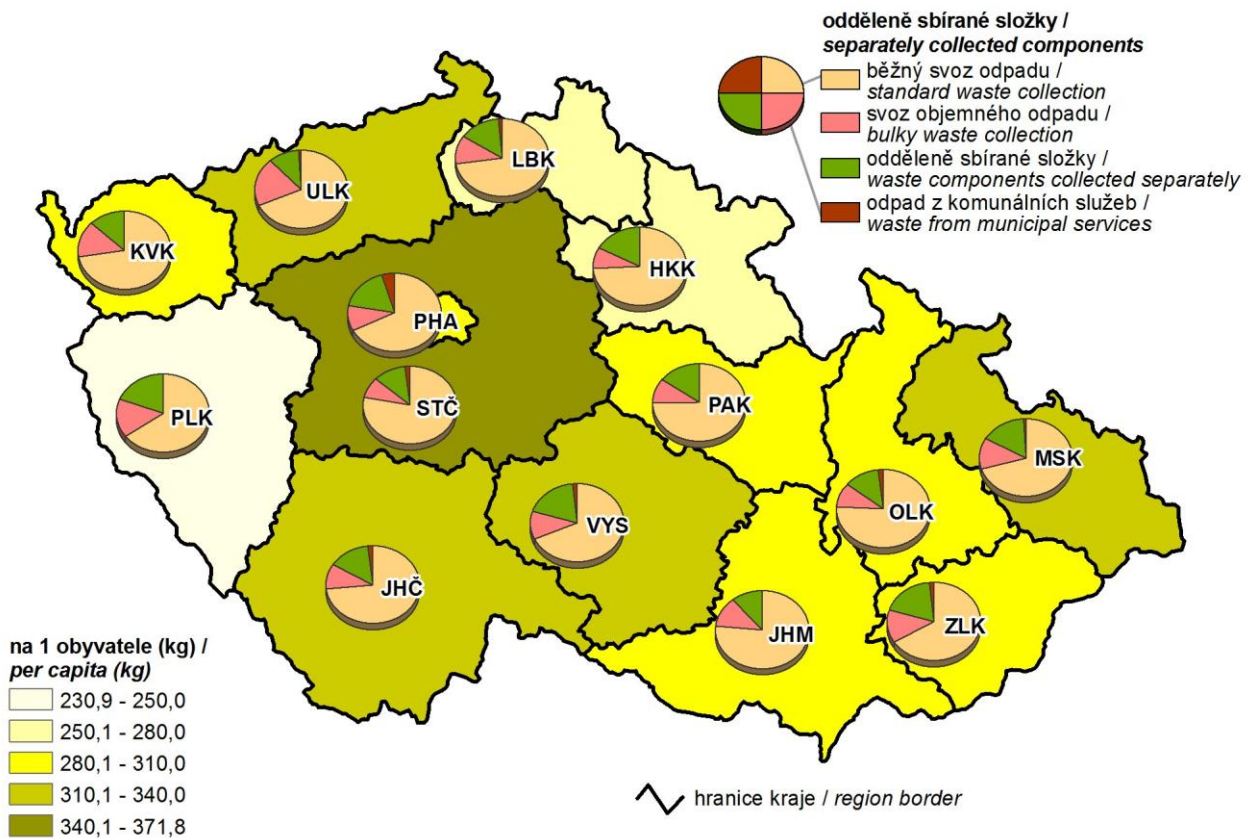 odděleně sbírané složky /
separately collected components
běžný svoz odpadu /
standard waste collection
svoz objemného odpadu /
bulky waste collection
odděleně sbírané složky /
waste components collected separately
odpad z komunálních služeb /
waste from municipal services
LBK
ULK
KVK
HKK
PHA
STČ
PLK
PAK
MSK
OLK
VYS
JHČ
JHM
ZLK
na 1 obyvatele (kg) /
per capita (kg)
230,9 - 250,0
250,1 - 280,0
280,1 - 310,0
310,1 - 340,0
340,1 - 371,8
hranice kraje / region border